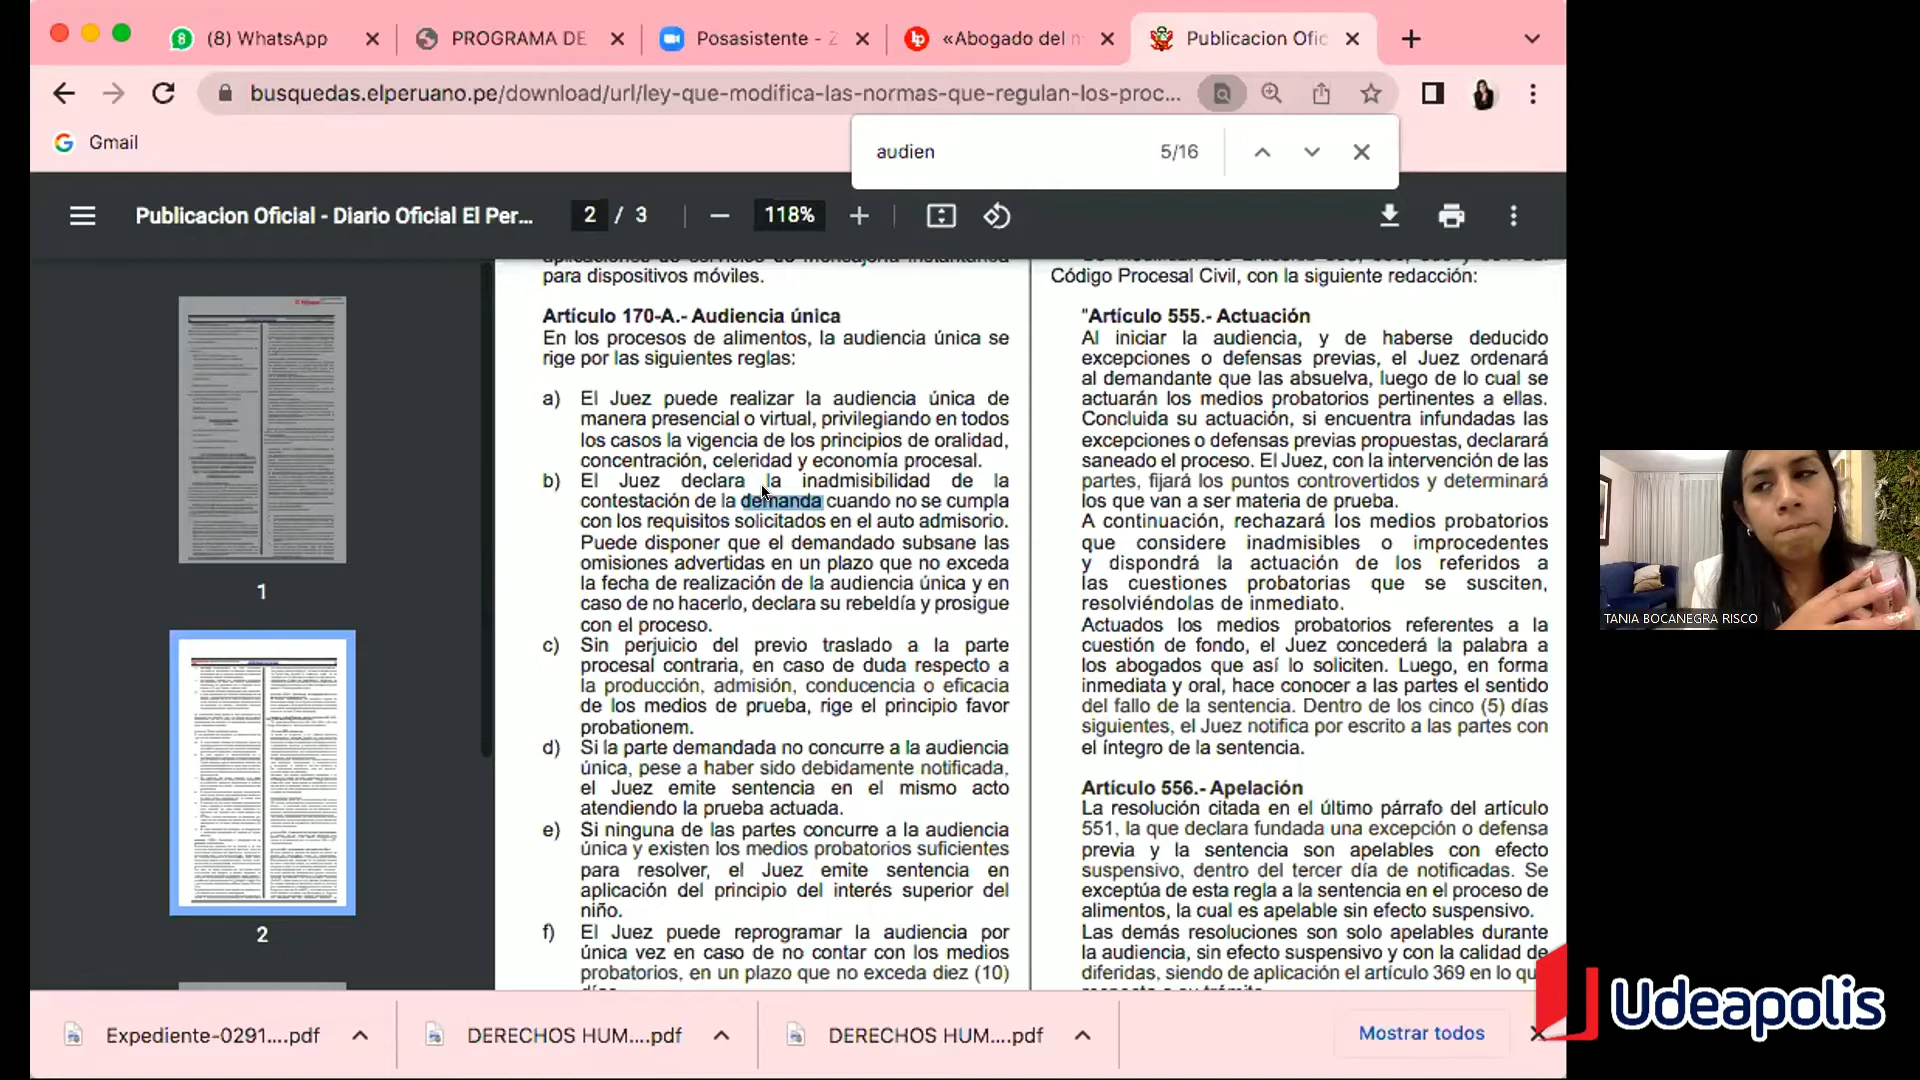 (8) WhatsApp
PROGRAMA DE
Posasistente - Z
«Abogado del n
Publicacion Ofic
busquedas.elperuano.pe/download/url/ley-que-modifica-las-normas-que-regulan-los-proc...
Gmail
audien
5/16
Publicacion Oficial - Diario Oficial El Per...
2 / 3
118%
1
2
para dispositivos móviles.
Artículo 170-A.- Audiencia única
En los procesos de alimentos, la audiencia única se
rige por las siguientes reglas:
a) El Juez puede realizar la audiencia única de
manera presencial o virtual, privilegiando en todos
los casos la vigencia de los principios de oralidad,
concentración, celeridad y economía procesal.
b) El Juez declara la inadmisibilidad de la
contestación de la demanda cuando no se cumpla
con los requisitos solicitados en el auto admisorio.
Puede disponer que el demandado subsane las
omisiones advertidas en un plazo que no exceda
la fecha de realización de la audiencia única y en
caso de no hacerlo, declara su rebeldía y prosigue
con el proceso.
c) Sin perjuicio del previo traslado a la parte
procesal contraria, en caso de duda respecto a
la producción, admisión, conducencia o eficacia
de los medios de prueba, rige el principio favor
probationem.
d) Si la parte demandada no concurre a la audiencia
única, pese a haber sido debidamente notificada,
el Juez emite sentencia en el mismo acto
atendiendo la prueba actuada.
e) Si ninguna de las partes concurre a la audiencia
única y existen los medios probatorios suficientes
para resolver, el Juez emite sentencia en
aplicación del principio del interés superior del
niño.
f) El Juez puede reprogramar la audiencia por
única vez en caso de no contar con los medios
probatorios, en un plazo que no exceda diez (10)
Código Procesal Civil, con la siguiente redacción:
"Artículo 555.- Actuación
Al iniciar la audiencia, y de haberse deducido
excepciones o defensas previas, el Juez ordenará
al demandante que las absuelva, luego de lo cual se
actuarán los medios probatorios pertinentes a ellas.
Concluida su actuación, si encuentra infundadas las
excepciones o defensas previas propuestas, declarará
saneado el proceso. El Juez, con la intervención de las
partes, fijará los puntos controvertidos y determinará
los que van a ser materia de prueba.
A continuación, rechazará los medios probatorios
que considere inadmisibles o improcedentes
y dispondrá la actuación de los referidos a
las cuestiones probatorias que se susciten,
resolviéndolas de inmediato.
Actuados los medios probatorios referentes a la
cuestión de fondo, el Juez concederá la palabra a
los abogados que así lo soliciten. Luego, en forma
inmediata y oral, hace conocer a las partes el sentido
del fallo de la sentencia. Dentro de los cinco (5) días
siguientes, el Juez notifica por escrito a las partes con
el íntegro de la sentencia.
Artículo 556.- Apelación
La resolución citada en el último párrafo del artículo
551, la que declara fundada una excepción o defensa
previa y la sentencia son apelables con efecto
suspensivo, dentro del tercer día de notificadas. Se
exceptúa de esta regla a la sentencia en el proceso de
alimentos, la cual es apelable sin efecto suspensivo.
Las demás resoluciones son solo apelables durante
la audiencia, sin efecto suspensivo y con la calidad de
diferidas, siendo de aplicación el artículo 369 en lo qu
TANIA BOCANEGRA RISCO
Expediente-0291....pdf
DERECHOS HUM....pdf
DERECHOS HUM....pdf
Mostrar todos
Udeapolis